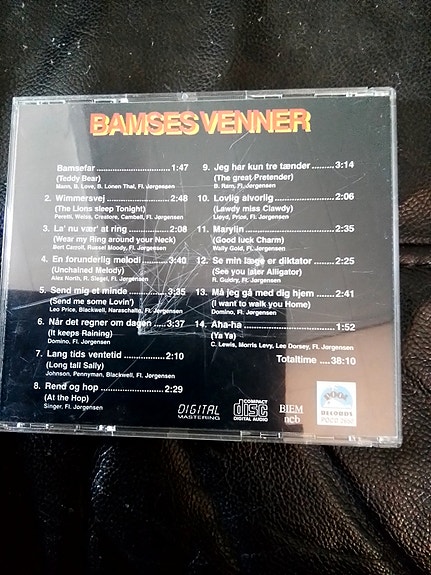 BAMSES VENNER
Bamsefar ........................ 1:47
(Teddy Bear)
Mann, B. Love, B. Lonen Thal, Fl. Jørgensen
2. Wimmersvej ........................ 2:48
(The Lions sleep Tonight)
Peretti, Weiss, Creatore, Cambell, Fl. Jørgensen
3. La' nu vær' at ring ............ 2:08
(Wear my Ring around your Neck)
Bert Carroll, Russel Moody, Fl. Jørgensen
4. En forunderlig melodi ...... 3:40
(Unchained Melody)
Alex North, R. Siegel, Fl. Jørgensen
5. Send mig et minde ............ 3:35
(Send me some Lovin')
Leo Price, Blackwell, Fl. Jørgensen
6. Når det regner om dagen .... 3:37
(It keeps Raining)
Domino, Fl. Jørgensen
7. Lang tids ventetid ............ 2:10
(Long tall Sally)
Johnson, Pennyman, Blackwell, Fl. Jørgensen
8. Rend og hop ..................... 2:29
(At the Hop)
Singer, Fl. Jørgensen
9. Jeg har kun tre tænder ...... 3:14
(The great Pretender)
B. Ram, Fl. Jørgensen
10. Lovlig alvorlig .................. 2:06
(Lawdy miss Clawdy)
Lloyd, Price, Fl. Jørgensen
11. Marylin ........................... 2:35
(Good luck Charm)
Wally Gold, Fl. Jørgensen
12. Se min læge er diktator ..... 2:25
(See you later Alligator)
R. Guidry, Fl. Jørgensen
13. Må jeg gå med dig hjem ..... 2:41
(I want to walk you Home)
Domino, Fl. Jørgensen
14. Aha-ha ........................... 1:52
(Ya Ya)
C. Lewis, Morris Levy, Lee Dorsey, Fl. Jørgensen
Totaltime .... 38:10
DIGITAL
MASTERING
COMPACT
disc
DIGITAL AUDIO
BIEM
ncb
POOL
RECORDS